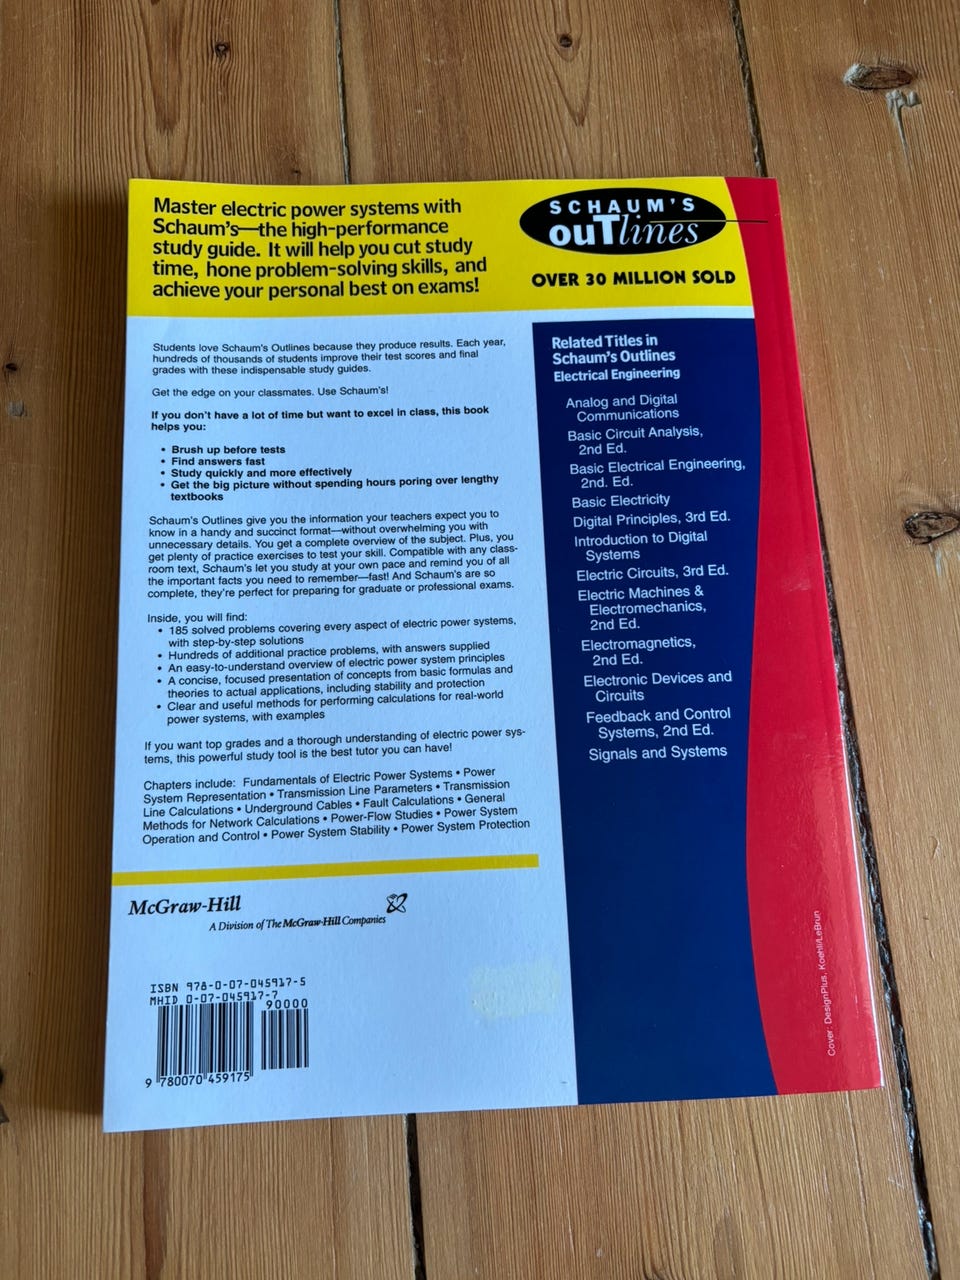 Master electric power systems with
Schaum's—the high-performance
study guide. It will help you cut study
time, hone problem-solving skills, and
achieve your personal best on exams!
SCHAUM'S
ouTlines
OVER 30 MILLION SOLD
Students love Schaum's Outlines because they produce results. Each year,
hundreds of thousands of students improve their test scores and final
grades with these indispensable study guides.
Get the edge on your classmates. Use Schaum's!
If you don't have a lot of time but want to excel in class, this book
helps you:
• Brush up before tests
• Find answers fast
• Study quickly and more effectively
• Get the big picture without spending hours poring over lengthy
textbooks
Schaum's Outlines give you the information your teachers expect you to
know in a handy and succinct format—without overwhelming you with
unnecessary details. You get a complete overview of the subject. Plus, you
get plenty of practice exercises to test your skill. Compatible with any class-
room text, Schaum's let you study at your own pace and remind you of all
the important facts you need to remember—fast! And Schaum's are so
complete, they're perfect for preparing for graduate or professional exams.
Inside, you will find:
• 185 solved problems covering every aspect of electric power systems,
with step-by-step solutions
• Hundreds of additional practice problems, with answers supplied
• An easy-to-understand overview of electric power system principles
• A concise, focused presentation of concepts from basic formulas and
theories to actual applications, including stability and protection
• Clear and useful methods for performing calculations for real-world
power systems, with examples
If you want top grades and a thorough understanding of electric power sys-
tems, this powerful study tool is the best tutor you can have!
Chapters include: Fundamentals of Electric Power Systems • Power
System Representation • Transmission Line Parameters • Transmission
Line Calculations • Underground Cables • Fault Calculations • General
Methods for Network Calculations • Power-Flow Studies • Power System
Operation and Control • Power System Stability • Power System Protection
Related Titles in
Schaum's Outlines
Electrical Engineering
Analog and Digital
Communications
Basic Circuit Analysis,
2nd Ed.
Basic Electrical Engineering,
2nd. Ed.
Basic Electricity
Digital Principles, 3rd Ed.
Introduction to Digital
Systems
Electric Circuits, 3rd Ed.
Electric Machines &
Electromechanics,
2nd Ed.
Electromagnetics,
2nd Ed.
Electronic Devices and
Circuits
Feedback and Control
Systems, 2nd Ed.
Signals and Systems
McGraw-Hill
A Division of The McGraw-Hill Companies
ISBN 978-0-07-045917-5
MHID 0-07-045917-7
90000
9 780070 459175
Cover: DesignPlus, Koehli/LeBrun